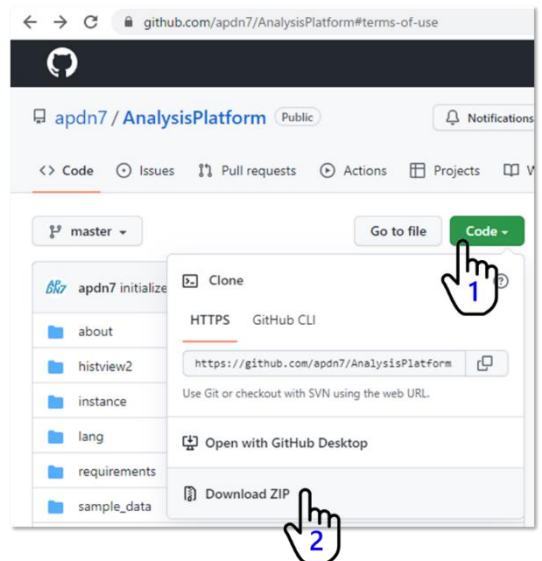 github.com/apdn7/AnalysisPlatform#terms-of-use
apdn7 / AnalysisPlatform Public Notifications
Code Issues Pull requests Actions Projects
master Go to file Code
1
AP DN7 apdn7 initialize
Clone
HTTPS GitHub CLI
https://github.com/apdn7/AnalysisPlatform
Use Git or checkout with SVN using the web URL.
about
histview2
instance
lang
Open with GitHub Desktop
requirements
Download ZIP
sample_data
2